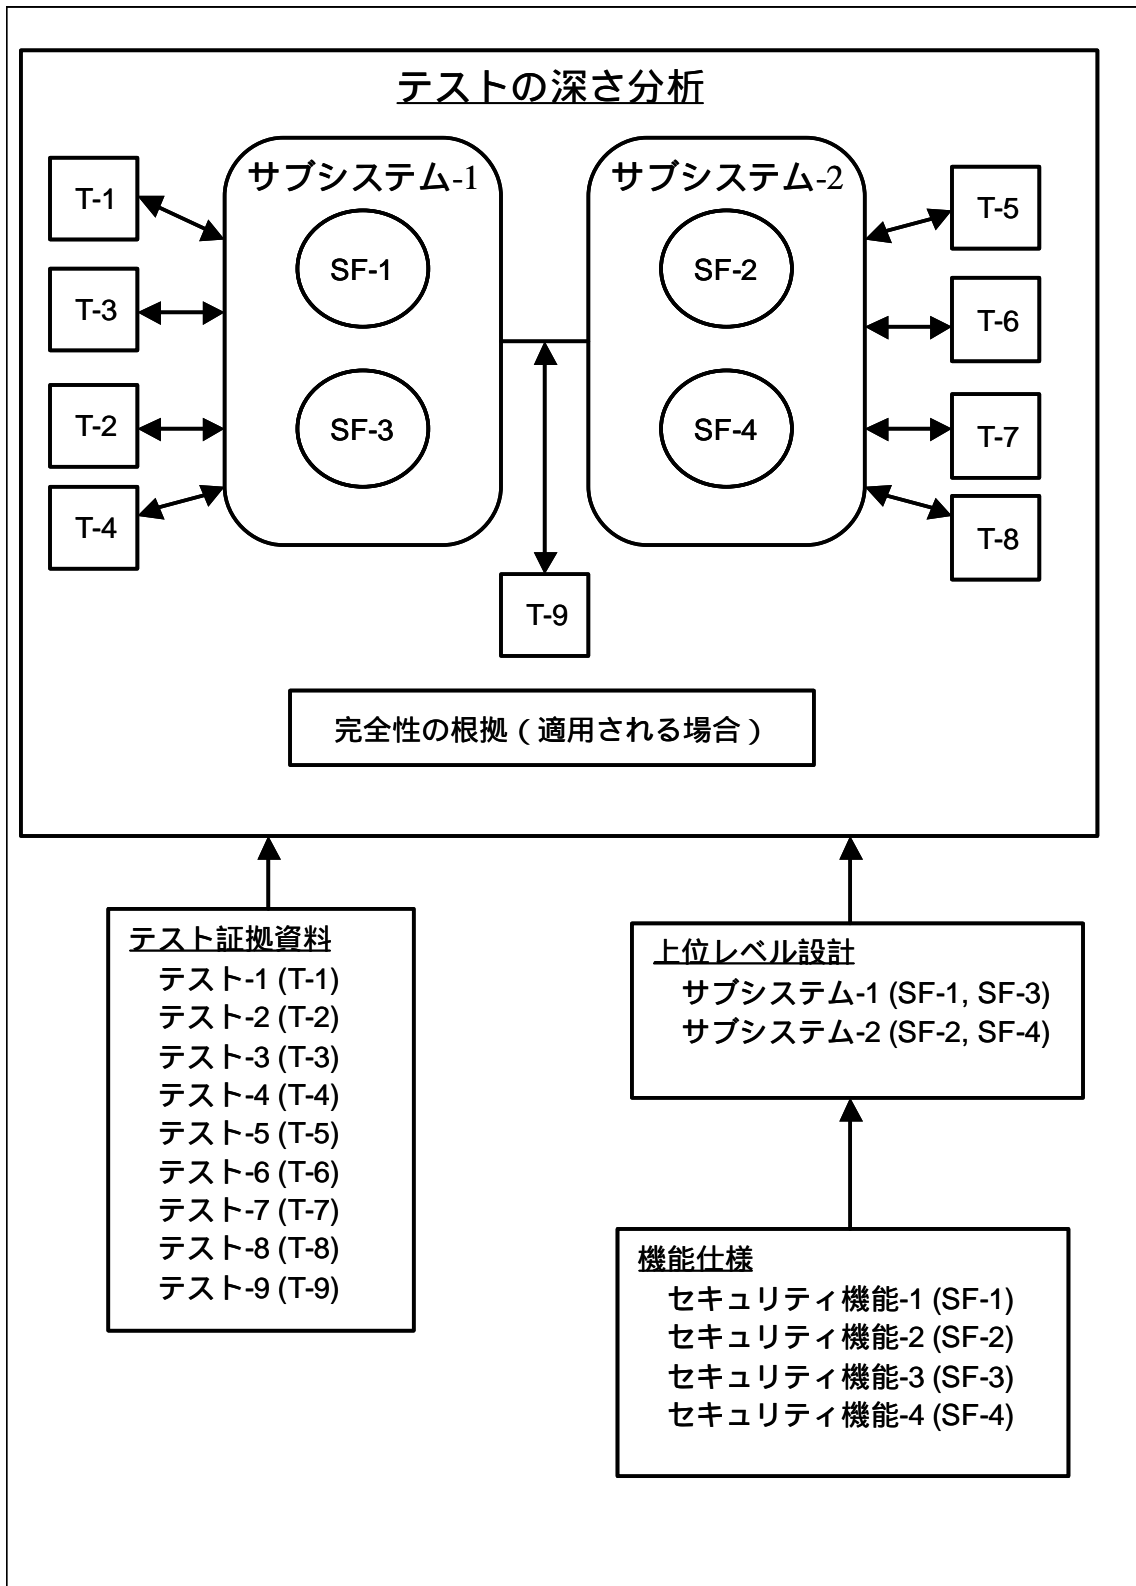 テストの深さ分析
サブシステム-1
サブシステム-2
T-1
T-3
T-2
T-4
SF-1
SF-3
SF-2
SF-4
T-5
T-6
T-7
T-8
T-9
完全性の根拠（適用される場合）
テスト証拠資料
テスト-1 (T-1)
テスト-2 (T-2)
テスト-3 (T-3)
テスト-4 (T-4)
テスト-5 (T-5)
テスト-6 (T-6)
テスト-7 (T-7)
テスト-8 (T-8)
テスト-9 (T-9)
上位レベル設計
サブシステム-1 (SF-1, SF-3)
サブシステム-2 (SF-2, SF-4)
機能仕様
セキュリティ機能-1 (SF-1)
セキュリティ機能-2 (SF-2)
セキュリティ機能-3 (SF-3)
セキュリティ機能-4 (SF-4)